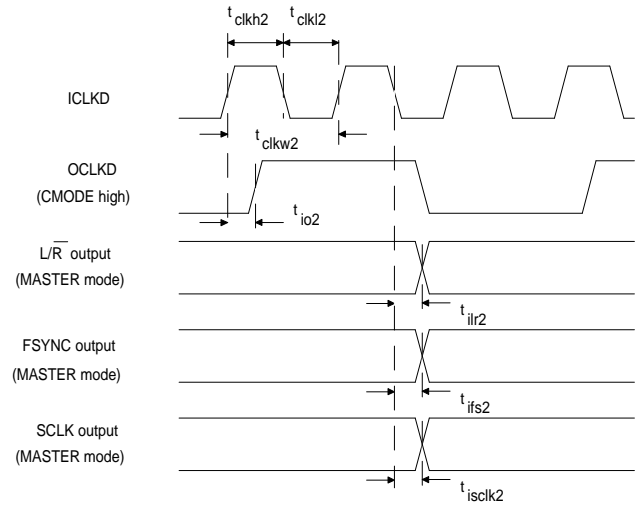 t clkh2 t clkl2
ICLKD
t clkw2
OCLKD
(CMODE high)
t io2
L/R̅ output
(MASTER mode)
t ilr2
FSYNC output
(MASTER mode)
t ifs2
SCLK output
(MASTER mode)
t isclk2